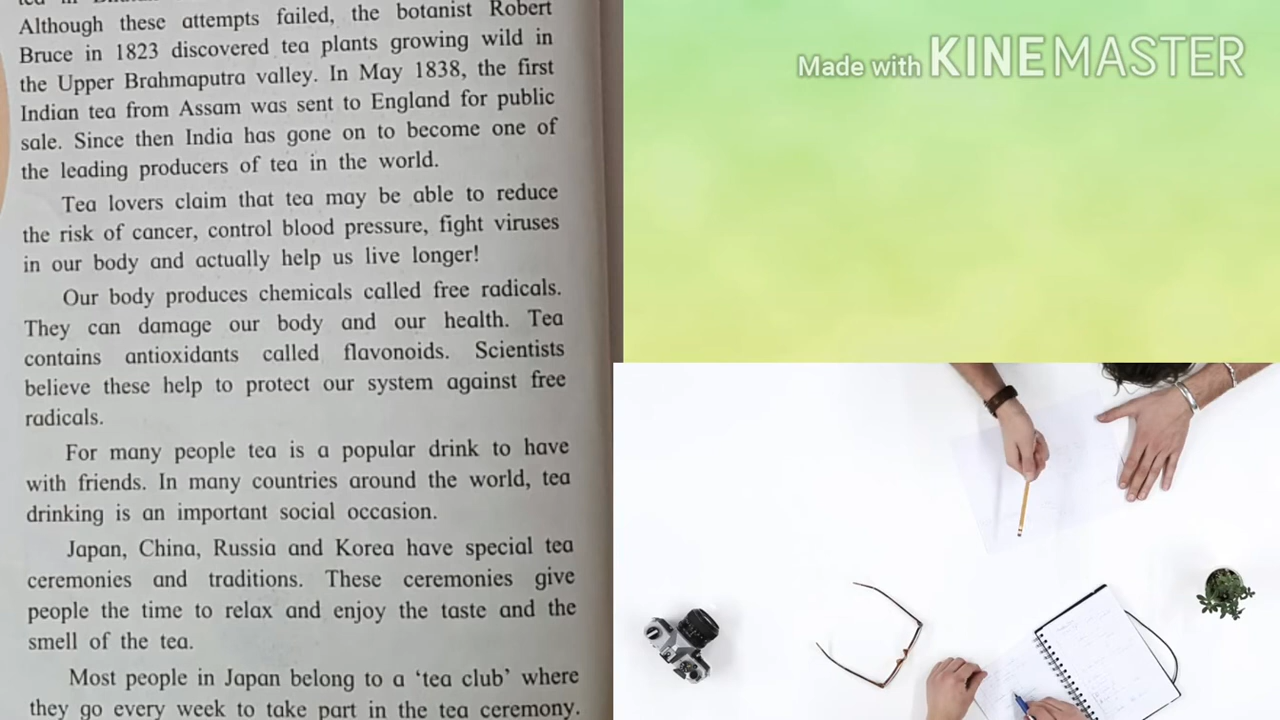 Although these attempts failed, the botanist Robert
Bruce in 1823 discovered tea plants growing wild in
the Upper Brahmaputra valley. In May 1838, the first
Indian tea from Assam was sent to England for public
sale. Since then India has gone on to become one of
the leading producers of tea in the world.
Tea lovers claim that tea may be able to reduce
the risk of cancer, control blood pressure, fight viruses
in our body and actually help us live longer!
Our body produces chemicals called free radicals.
They can damage our body and our health. Tea
contains antioxidants called flavonoids. Scientists
believe these help to protect our system against free
radicals.
For many people tea is a popular drink to have
with friends. In many countries around the world, tea
drinking is an important social occasion.
Japan, China, Russia and Korea have special tea
ceremonies and traditions. These ceremonies give
people the time to relax and enjoy the taste and the
smell of the tea.
Most people in Japan belong to a ‘tea club’ where
they go every week to take part in the tea ceremony.
Made with KINEMASTER